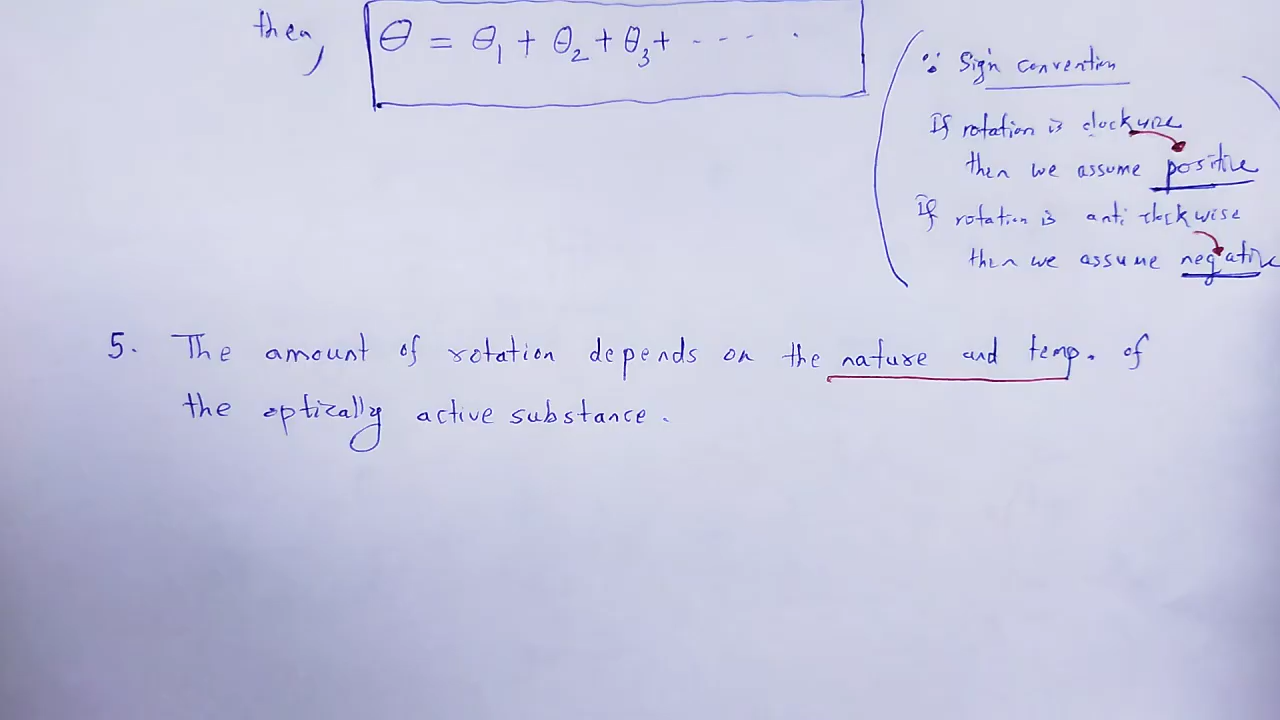 then, θ = θ₁ + θ₂ + θ₃ + - - - - .
∵ Sign convention
If rotation is clockwise
then we assume positive
If rotation is anti clockwise
then we assume negative
5. The amount of rotation depends on the nature and temp. of
the optically active substance.